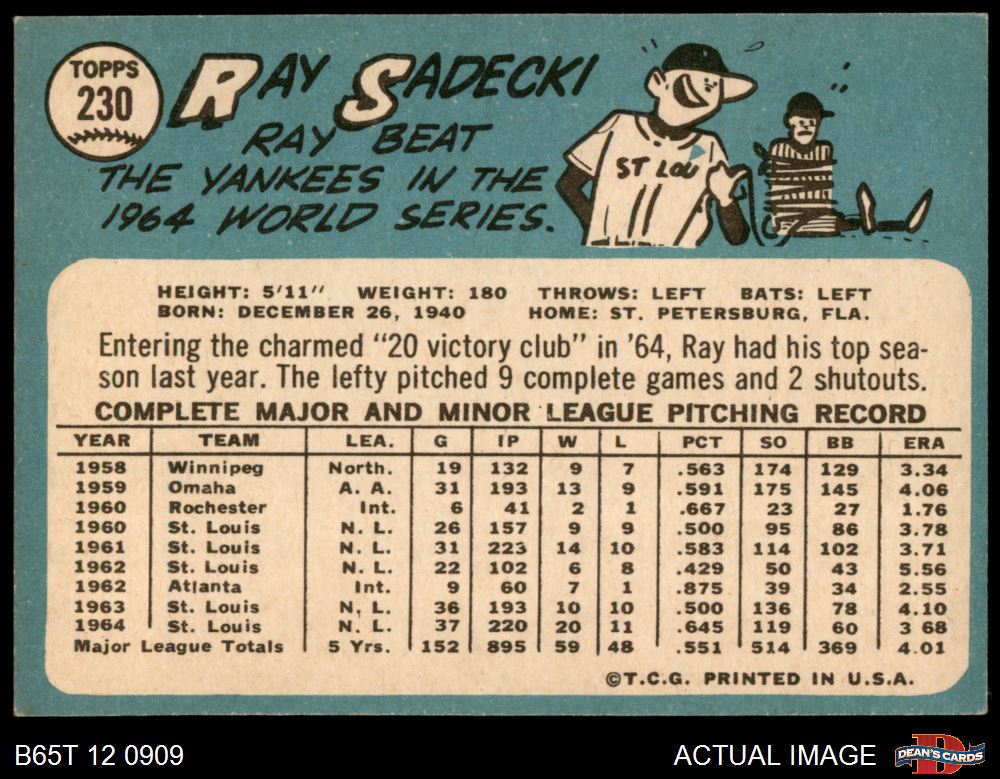 TOPPS
230
RAY SADECKI
RAY BEAT
THE YANKEES IN THE
1964 WORLD SERIES.
ST LOU
HEIGHT: 5'11" WEIGHT: 180 THROWS: LEFT BATS: LEFT
BORN: DECEMBER 26, 1940 HOME: ST. PETERSBURG, FLA.
Entering the charmed "20 victory club" in '64, Ray had his top sea-
son last year. The lefty pitched 9 complete games and 2 shutouts.
COMPLETE MAJOR AND MINOR LEAGUE PITCHING RECORD
YEAR TEAM LEA. G IP W L PCT SO BB ERA
1958 Winnipeg North. 19 132 9 7 .563 174 129 3.34
1959 Omaha A. A. 31 193 13 9 .591 175 145 4.06
1960 Rochester Int. 6 41 2 1 .667 23 27 1.76
1960 St. Louis N. L. 26 157 9 9 .500 95 86 3.78
1961 St. Louis N. L. 31 223 14 10 .583 114 102 3.71
1962 St. Louis N. L. 22 102 6 8 .429 50 43 5.56
1962 Atlanta Int. 9 60 7 1 .875 39 34 2.55
1963 St. Louis N. L. 36 193 10 10 .500 136 78 4.10
1964 St. Louis N. L. 37 220 20 11 .645 119 60 3 68
Major League Totals 5 Yrs. 152 895 59 48 .551 514 369 4.01
©T.C.G. PRINTED IN U.S.A.
B65T 12 0909
ACTUAL IMAGE
DEAN'S CARDS